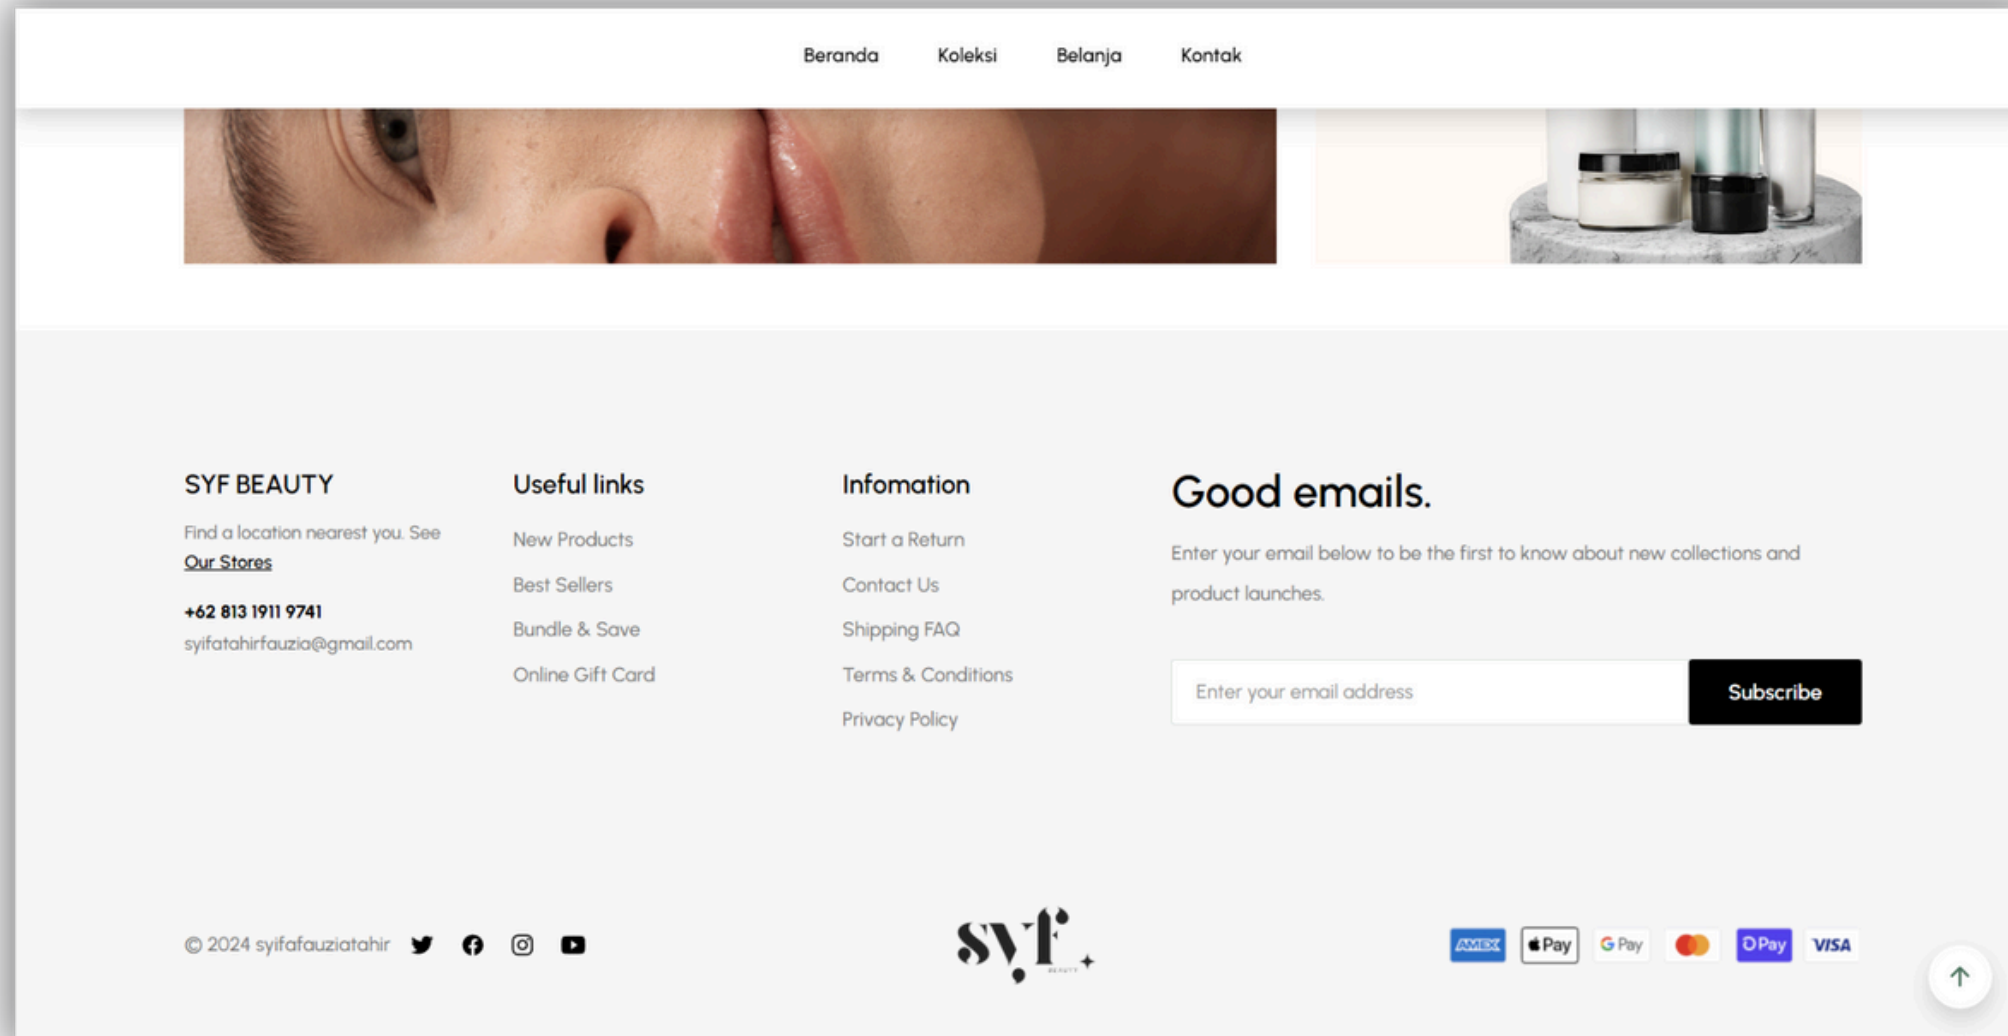 Beranda Koleksi Belanja Kontak
SYF BEAUTY
Find a location nearest you. See
Our Stores
+62 813 1911 9741
syifatahirfauzia@gmail.com
Useful links
New Products
Best Sellers
Bundle & Save
Online Gift Card
Infomation
Start a Return
Contact Us
Shipping FAQ
Terms & Conditions
Privacy Policy
Good emails.
Enter your email below to be the first to know about new collections and
product launches.
Enter your email address
Subscribe
© 2024 syifafauziatahir
syf
BEAUTY
AMEX Pay G Pay Pay VISA